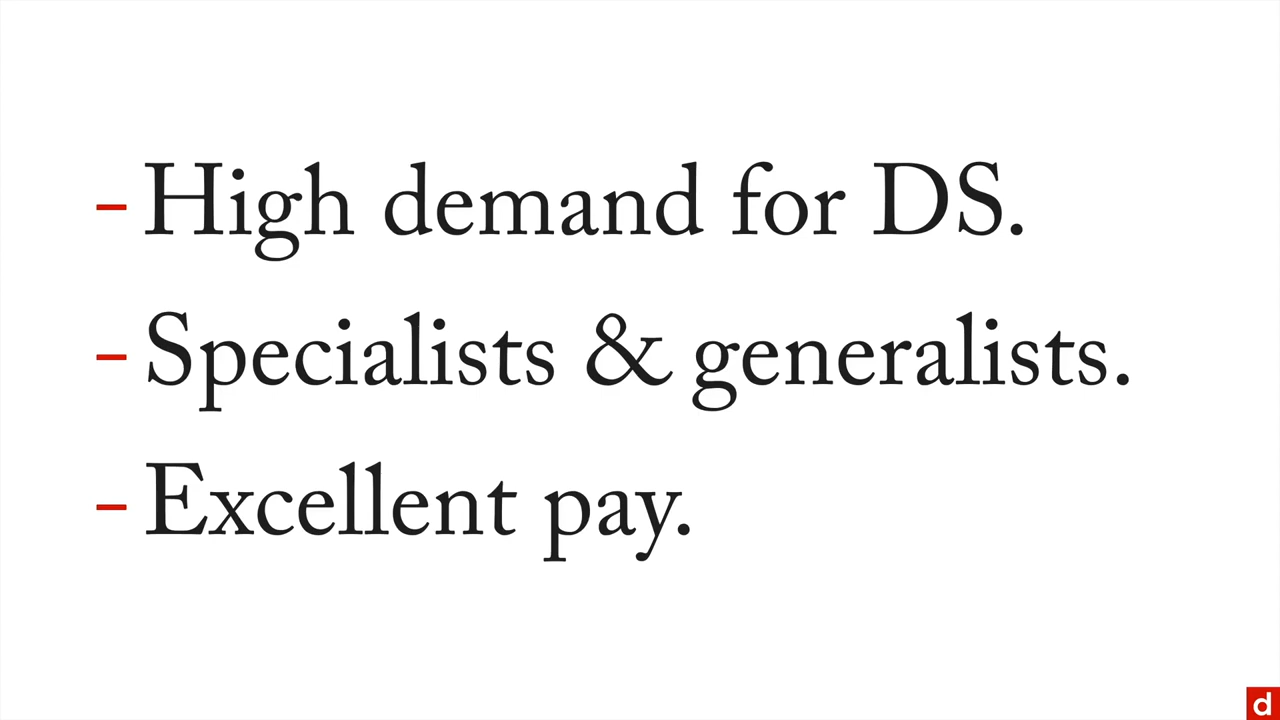 - High demand for DS.
- Specialists & generalists.
- Excellent pay.
d